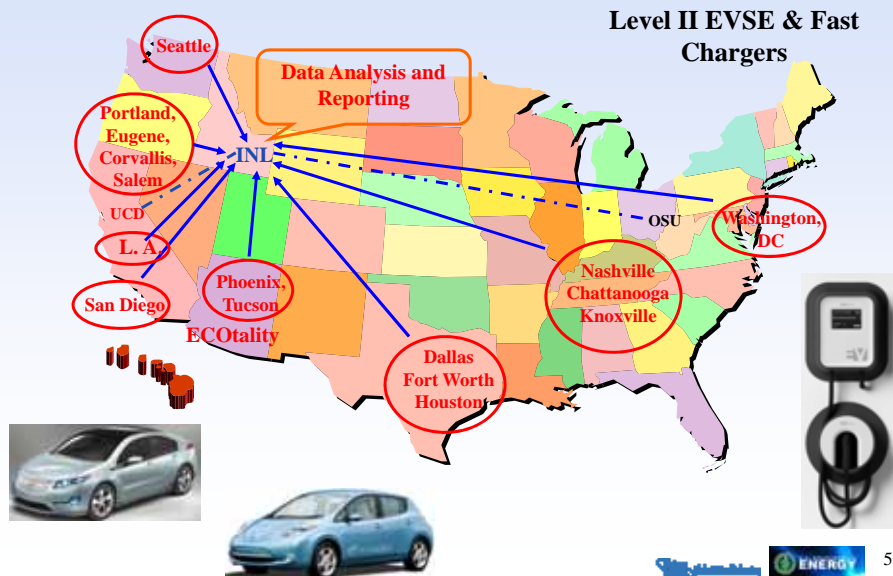 Level II EVSE & Fast
Chargers
Seattle
Data Analysis and
Reporting
Portland,
Eugene,
Corvallis,
Salem
INL
UCD
OSU
Washington,
DC
L. A.
San Diego
Phoenix,
Tucson
ECOtality
Nashville
Chattanooga
Knoxville
Dallas
Fort Worth
Houston
ENERGY
5